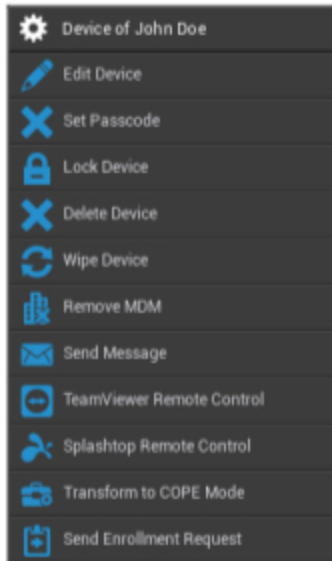 Device of John Doe
Edit Device
Set Passcode
Lock Device
Delete Device
Wipe Device
Remove MDM
Send Message
TeamViewer Remote Control
Splashtop Remote Control
Transform to COPE Mode
Send Enrollment Request